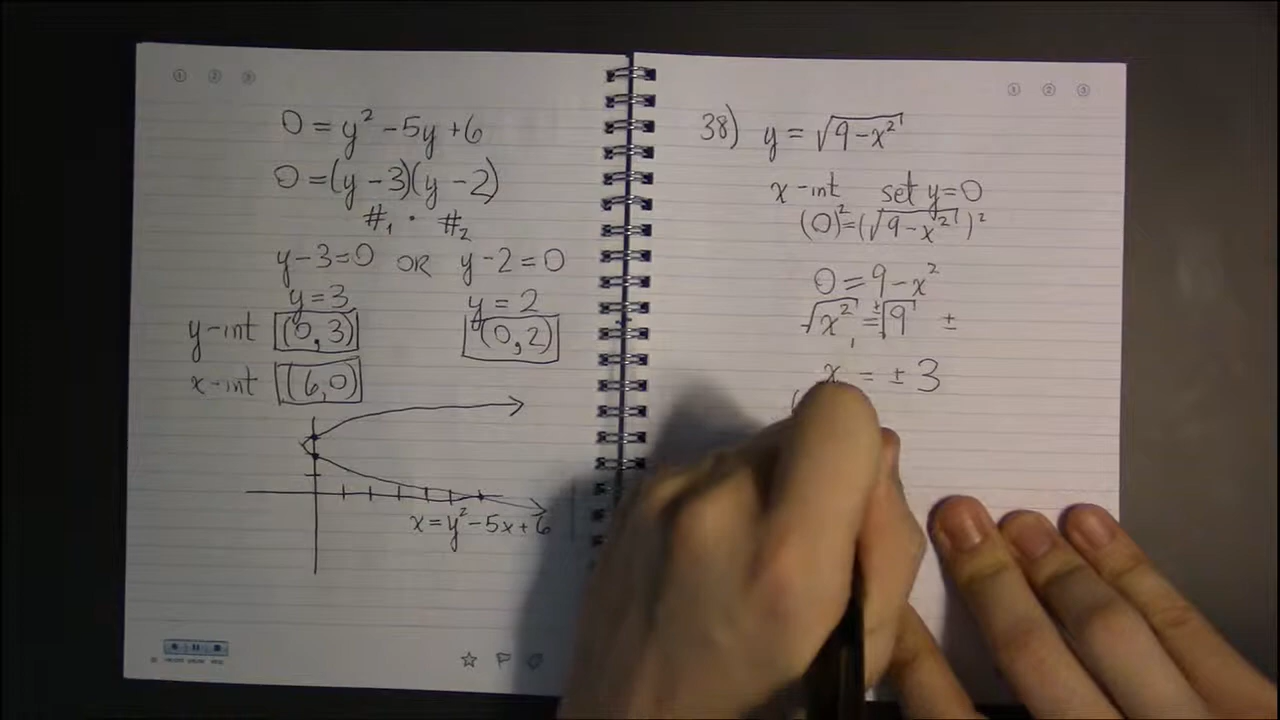 0 = y² - 5y + 6
0 = (y - 3)(y - 2)
#₁ · #₂
y - 3 = 0 OR y - 2 = 0
y = 3 y = 2
y-int (0, 3) (0, 2)
x-int (6, 0)
x = y² - 5x + 6
38) y = √9 - x²
x-int set y = 0
(0)² = (√9 - x²)²
0 = 9 - x²
√x² = ±√9 ±
x = ± 3
(